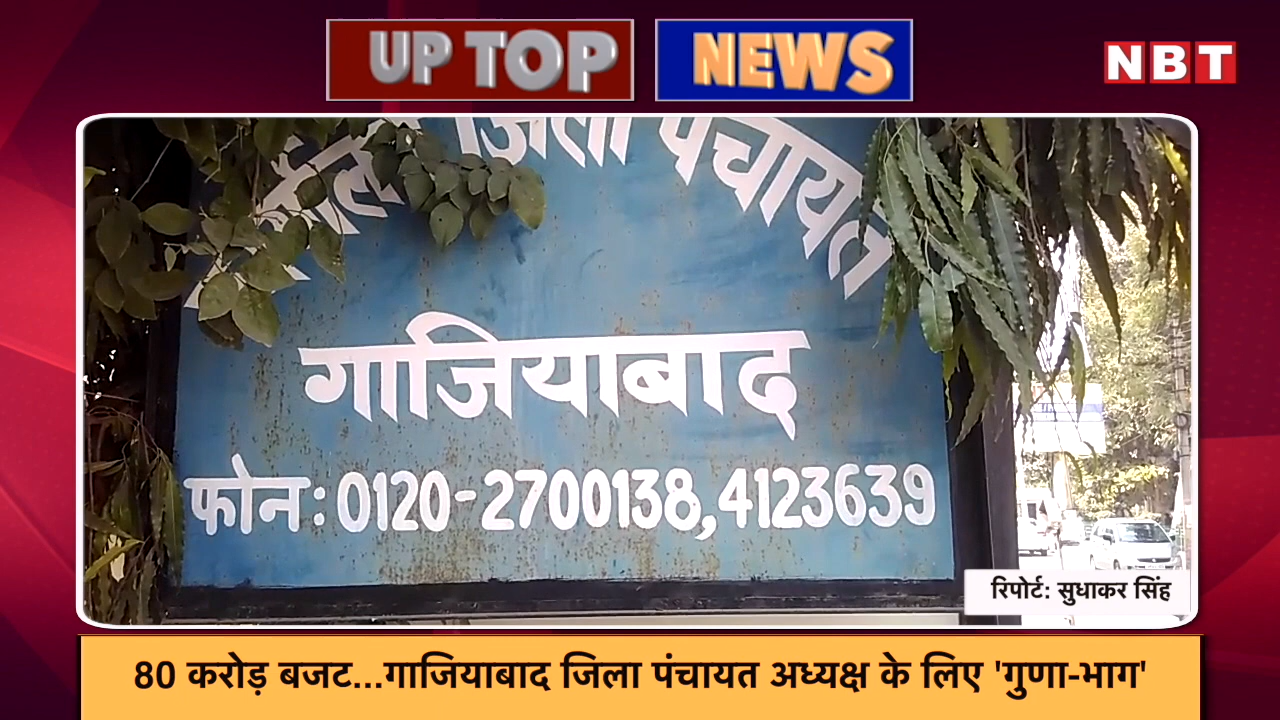 UP TOP NEWS
NBT
जिला पंचायत
गाजियाबाद
फोन: 0120-2700138,4123639
रिपोर्ट: सुधाकर सिंह
80 करोड़ बजट...गाजियाबाद जिला पंचायत अध्यक्ष के लिए 'गुणा-भाग'